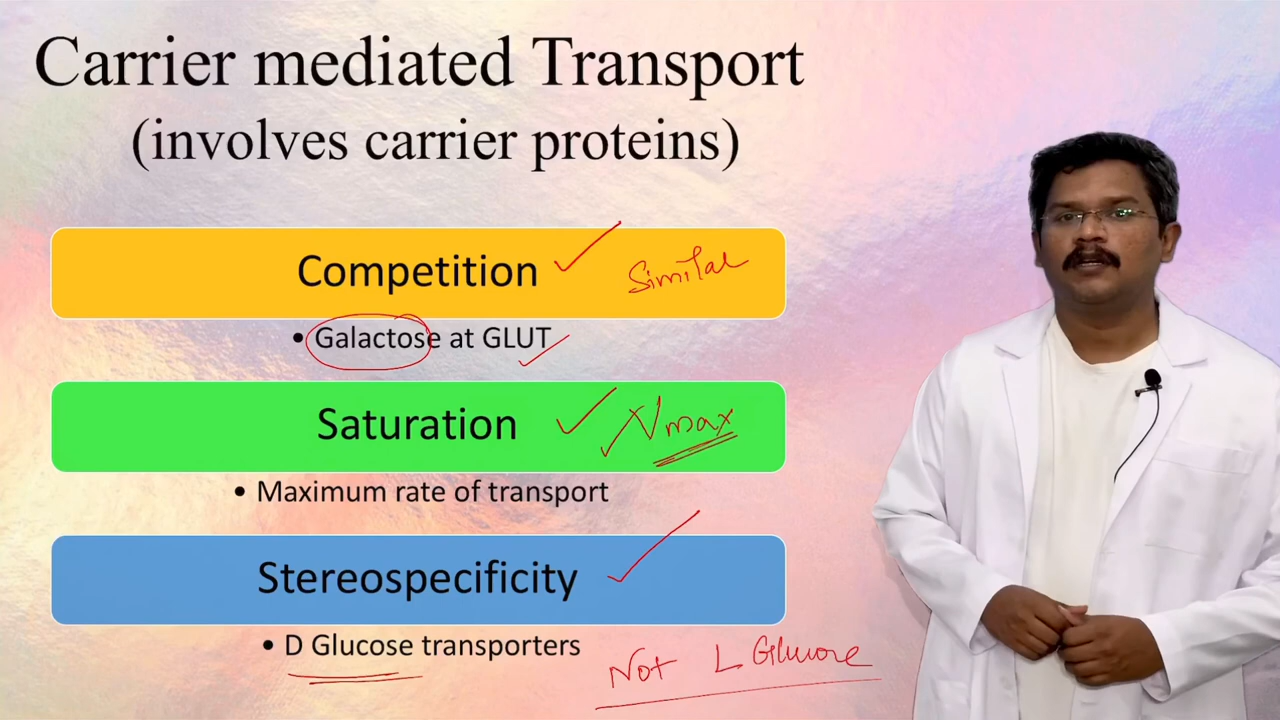 Carrier mediated Transport
(involves carrier proteins)
Competition Similar
• Galactose at GLUT
Saturation Vmax
• Maximum rate of transport
Stereospecificity
• D Glucose transporters
Not L Glucose